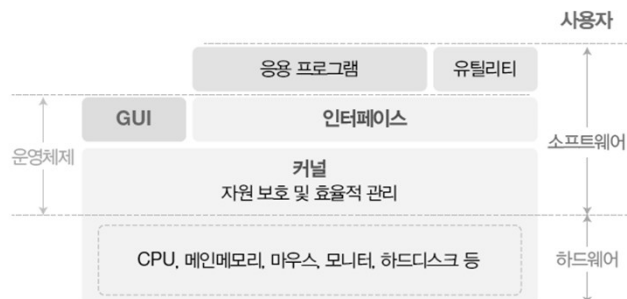 사용자
응용 프로그램
유틸리티
GUI
인터페이스
운영체제
소프트웨어
커널
자원 보호 및 효율적 관리
CPU, 메인메모리, 마우스, 모니터, 하드디스크 등
하드웨어